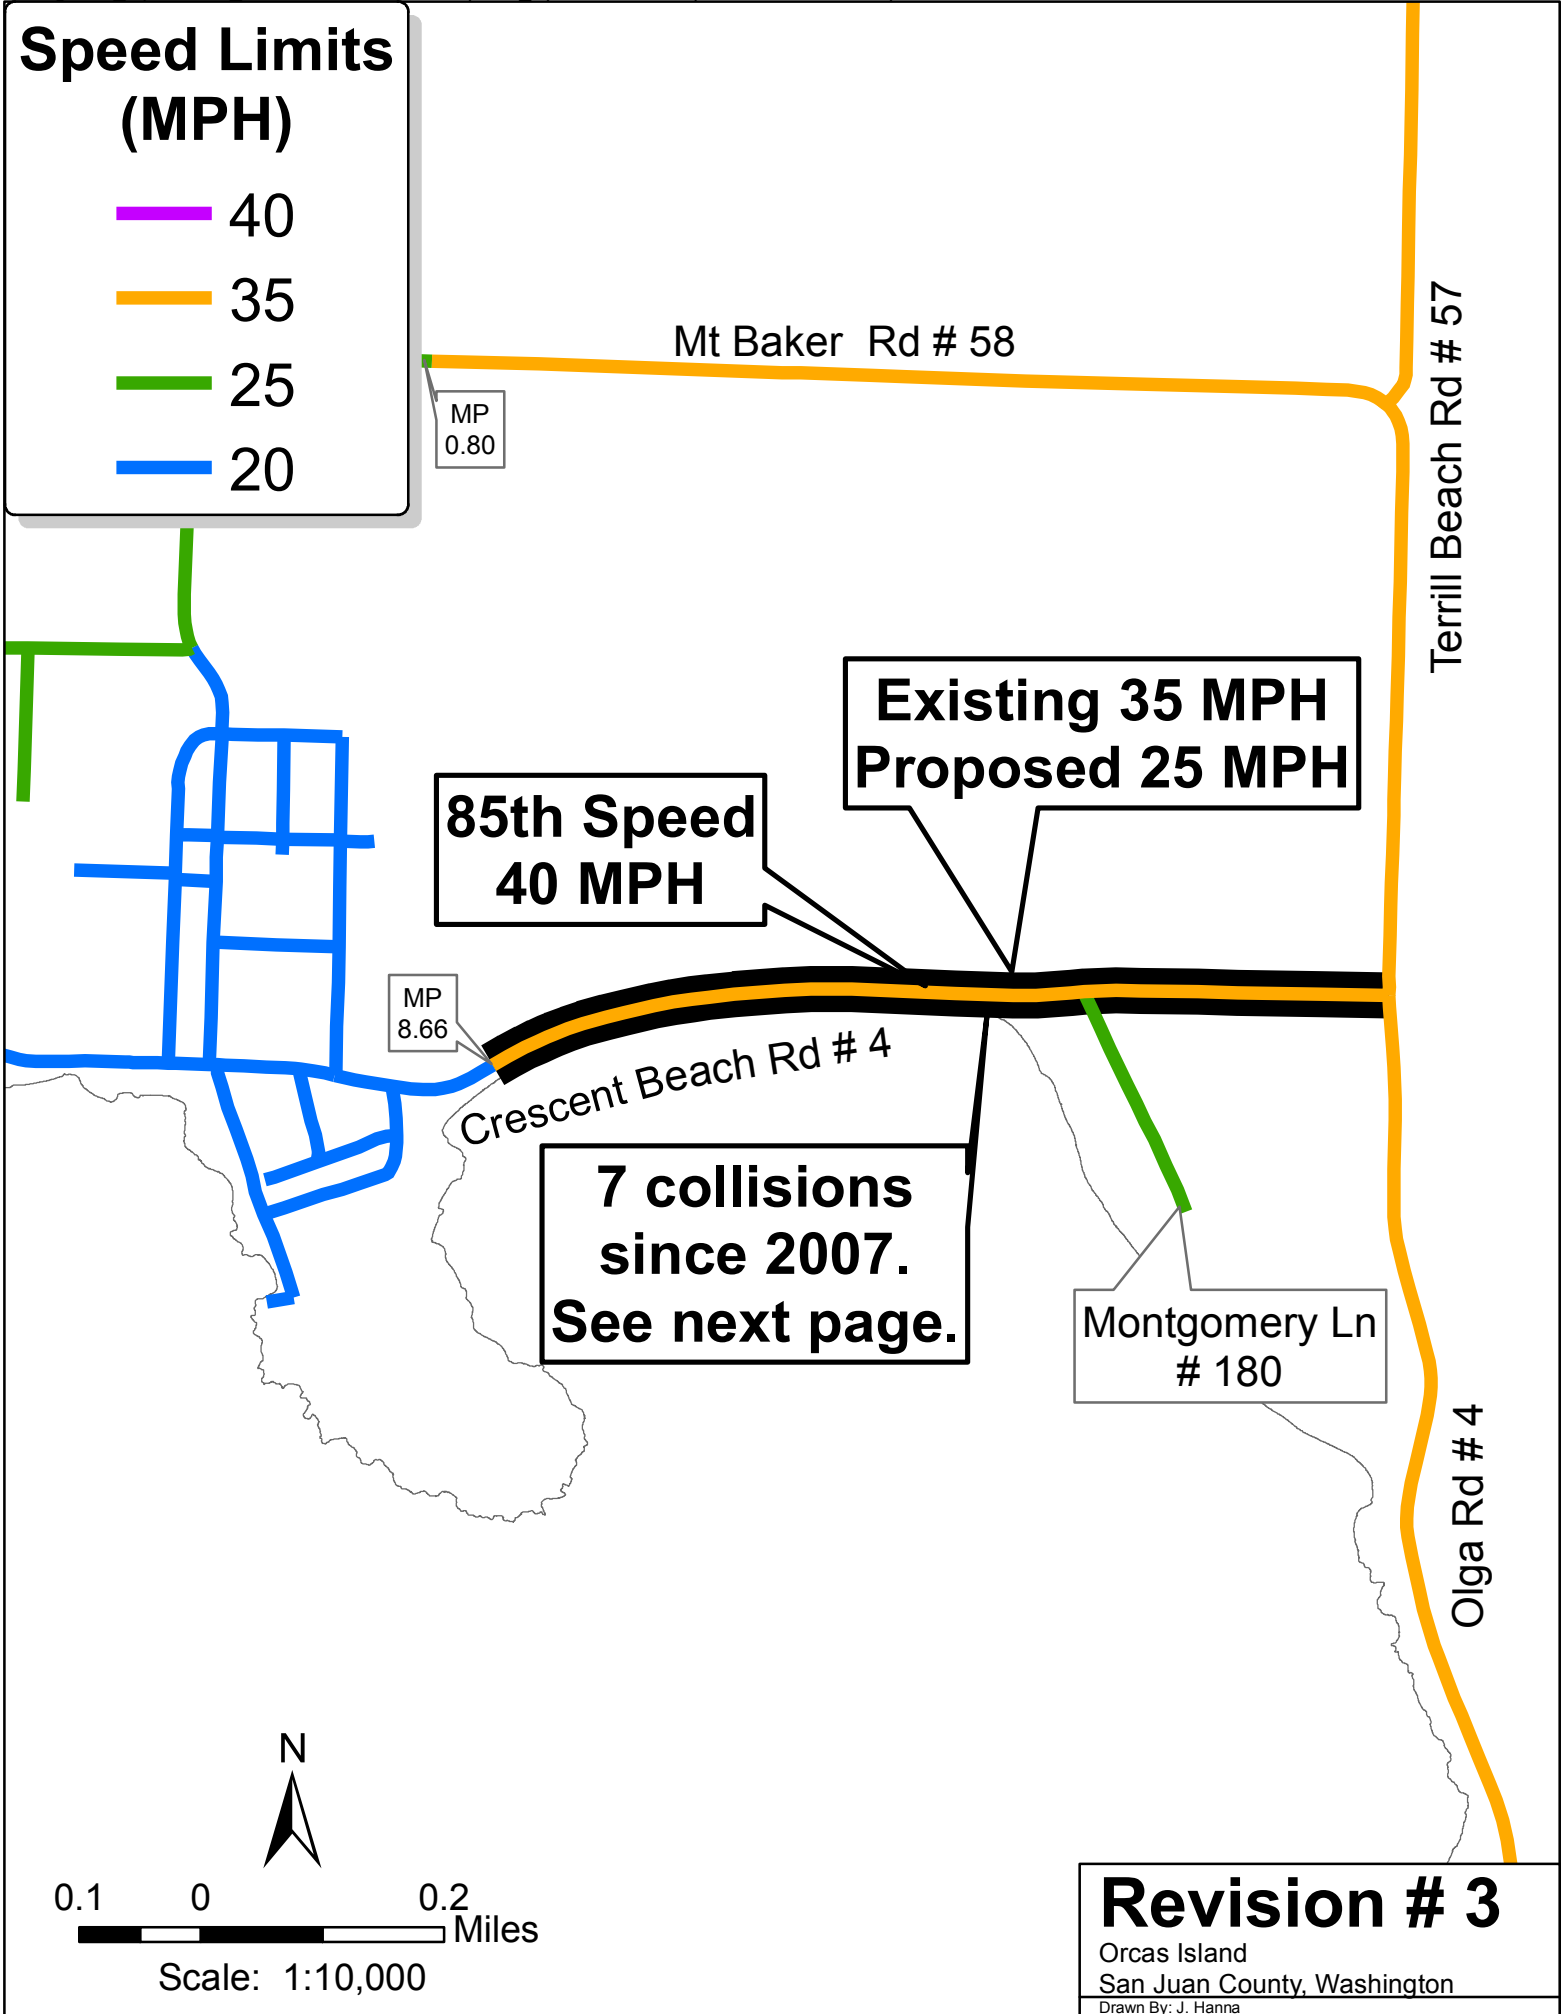 Speed Limits
(MPH)
40
35
25
20
Mt Baker  Rd # 58
MP
0.80
Terrill Beach Rd # 57
Existing 35 MPH
Proposed 25 MPH
85th Speed
40 MPH
MP
8.66
Crescent Beach Rd # 4
7 collisions
since 2007.
See next page.
Montgomery Ln
# 180
Olga Rd # 4
N
0.1 0 0.2
Miles
Scale:  1:10,000
Revision # 3
Orcas Island
San Juan County, Washington
Drawn By: J. Hanna